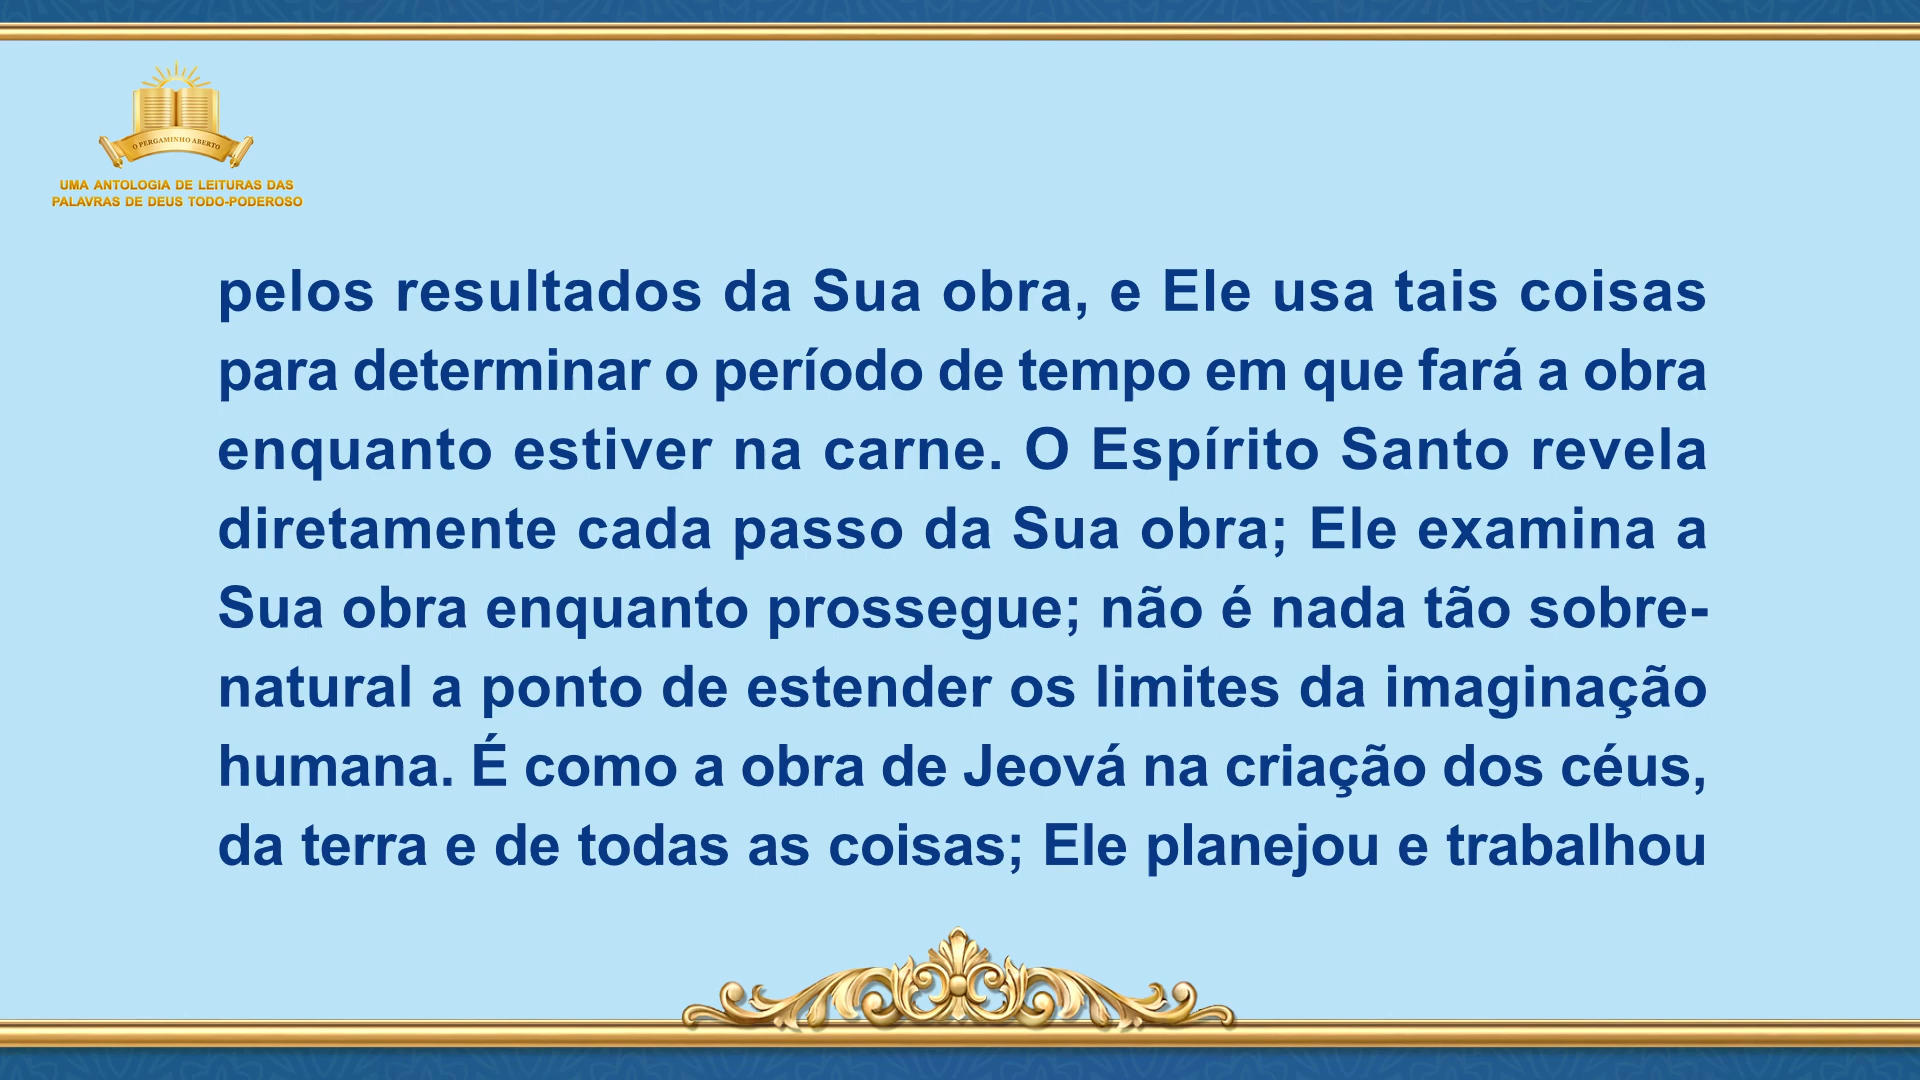 O PERGAMINHO ABERTO
UMA ANTOLOGIA DE LEITURAS DAS
PALAVRAS DE DEUS TODO-PODEROSO
pelos resultados da Sua obra, e Ele usa tais coisas
para determinar o período de tempo em que fará a obra
enquanto estiver na carne. O Espírito Santo revela
diretamente cada passo da Sua obra; Ele examina a
Sua obra enquanto prossegue; não é nada tão sobre-
natural a ponto de estender os limites da imaginação
humana. É como a obra de Jeová na criação dos céus,
da terra e de todas as coisas; Ele planejou e trabalhou